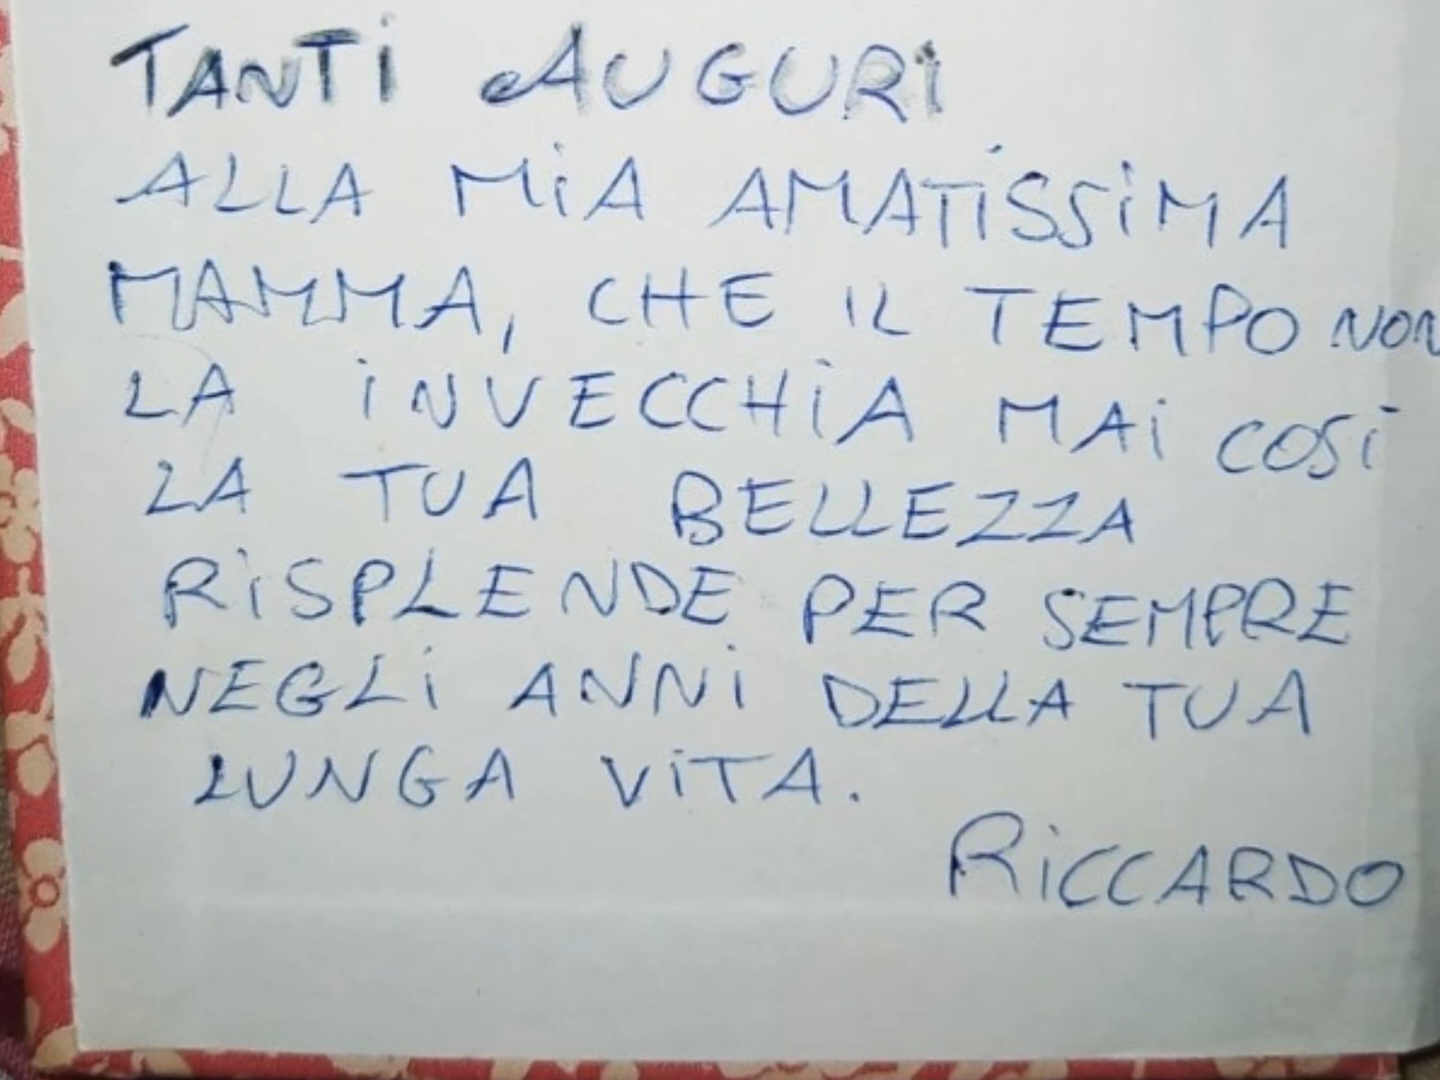 TANTI AUGURI
ALLA MIA AMATISSIMA
MAMMA, CHE IL TEMPO NON
LA INVECCHIA MAI COSÌ
LA TUA BELLEZZA
RISPLENDE PER SEMPRE
NEGLI ANNI DELLA TUA
LUNGA VITA.
RICCARDO